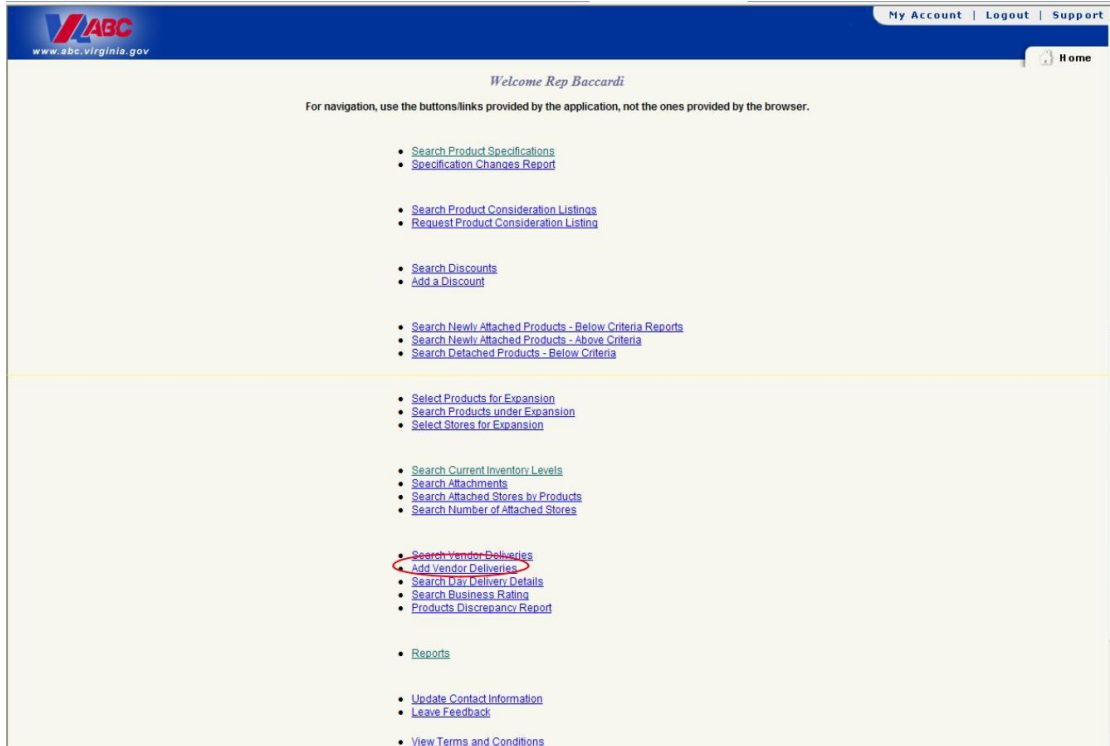 My Account | Logout | Support
VABC
www.abc.virginia.gov
Home
Welcome Rep Baccardi
For navigation, use the buttons/links provided by the application, not the ones provided by the browser.
Search Product Specifications
Specification Changes Report
Search Product Consideration Listings
Request Product Consideration Listing
Search Discounts
Add a Discount
Search Newly Attached Products - Below Criteria Reports
Search Newly Attached Products - Above Criteria
Search Detached Products - Below Criteria
Select Products for Expansion
Search Products under Expansion
Select Stores for Expansion
Search Current Inventory Levels
Search Attachments
Search Attached Stores by Products
Search Number of Attached Stores
Search Vendor Deliveries
Add Vendor Deliveries
Search Day Delivery Details
Search Business Rating
Products Discrepancy Report
Reports
Update Contact Information
Leave Feedback
View Terms and Conditions